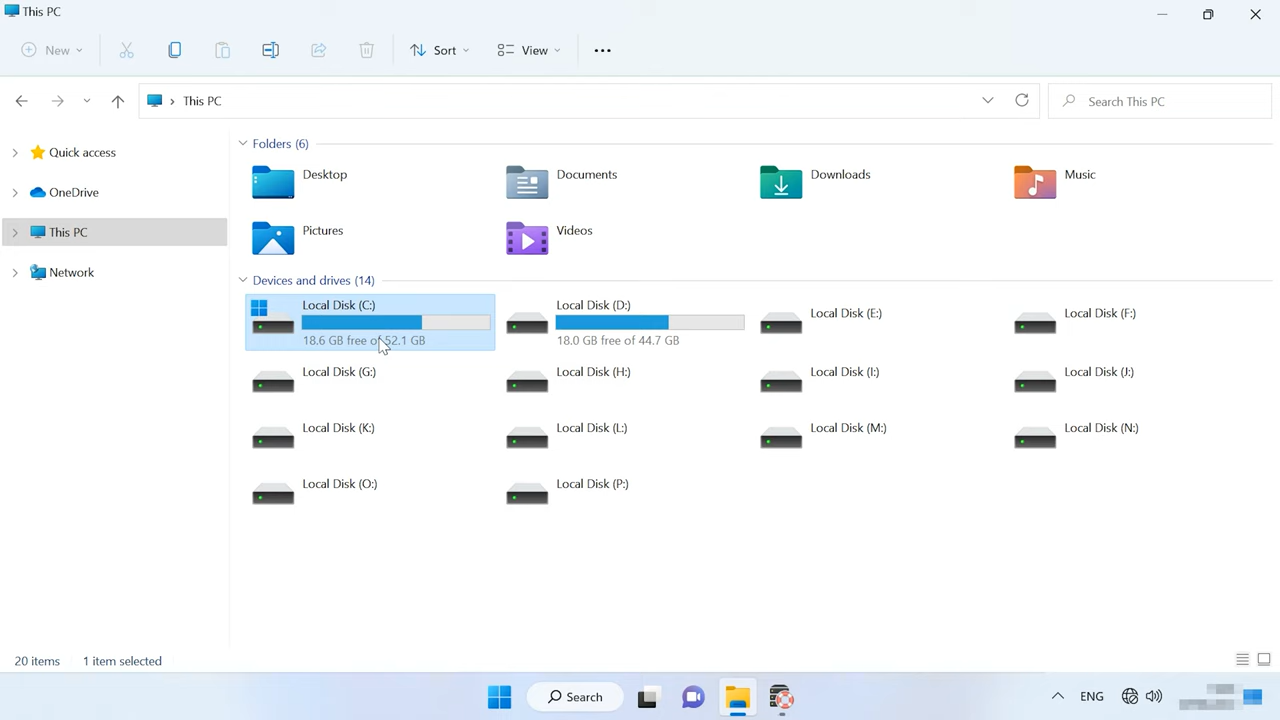 This PC
New
Sort
View
This PC
Search This PC
Quick access
OneDrive
This PC
Network
Folders (6)
Desktop
Documents
Downloads
Music
Pictures
Videos
Devices and drives (14)
Local Disk (C:)
18.6 GB free of 52.1 GB
Local Disk (D:)
18.0 GB free of 44.7 GB
Local Disk (E:)
Local Disk (F:)
Local Disk (G:)
Local Disk (H:)
Local Disk (I:)
Local Disk (J:)
Local Disk (K:)
Local Disk (L:)
Local Disk (M:)
Local Disk (N:)
Local Disk (O:)
Local Disk (P:)
20 items
1 item selected
Search
ENG